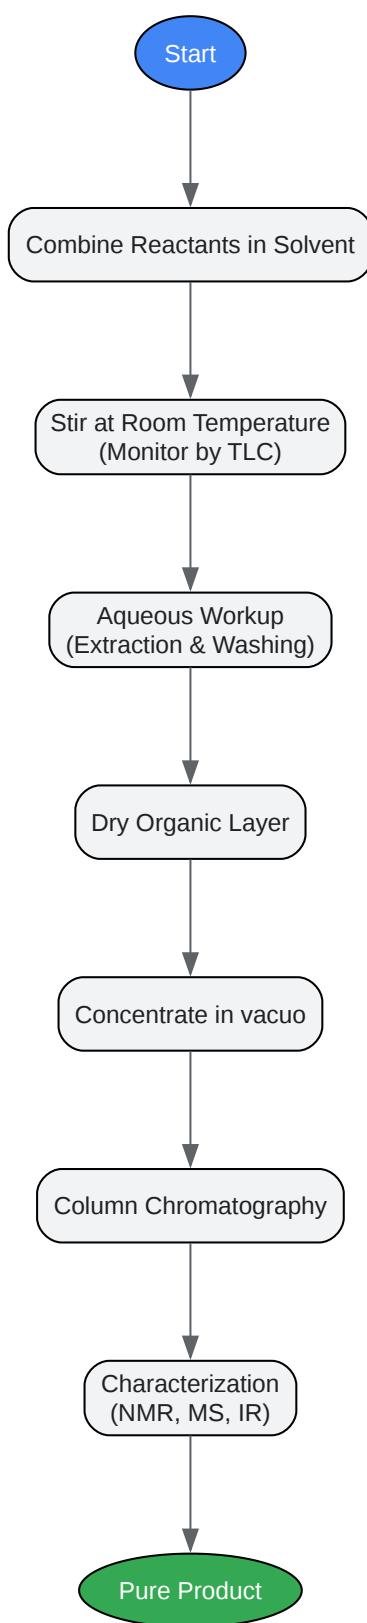 Start
Combine Reactants in Solvent
Stir at Room Temperature
(Monitor by TLC)
Aqueous Workup
(Extraction & Washing)
Dry Organic Layer
Concentrate in vacuo
Column Chromatography
Characterization
(NMR, MS, IR)
Pure Product